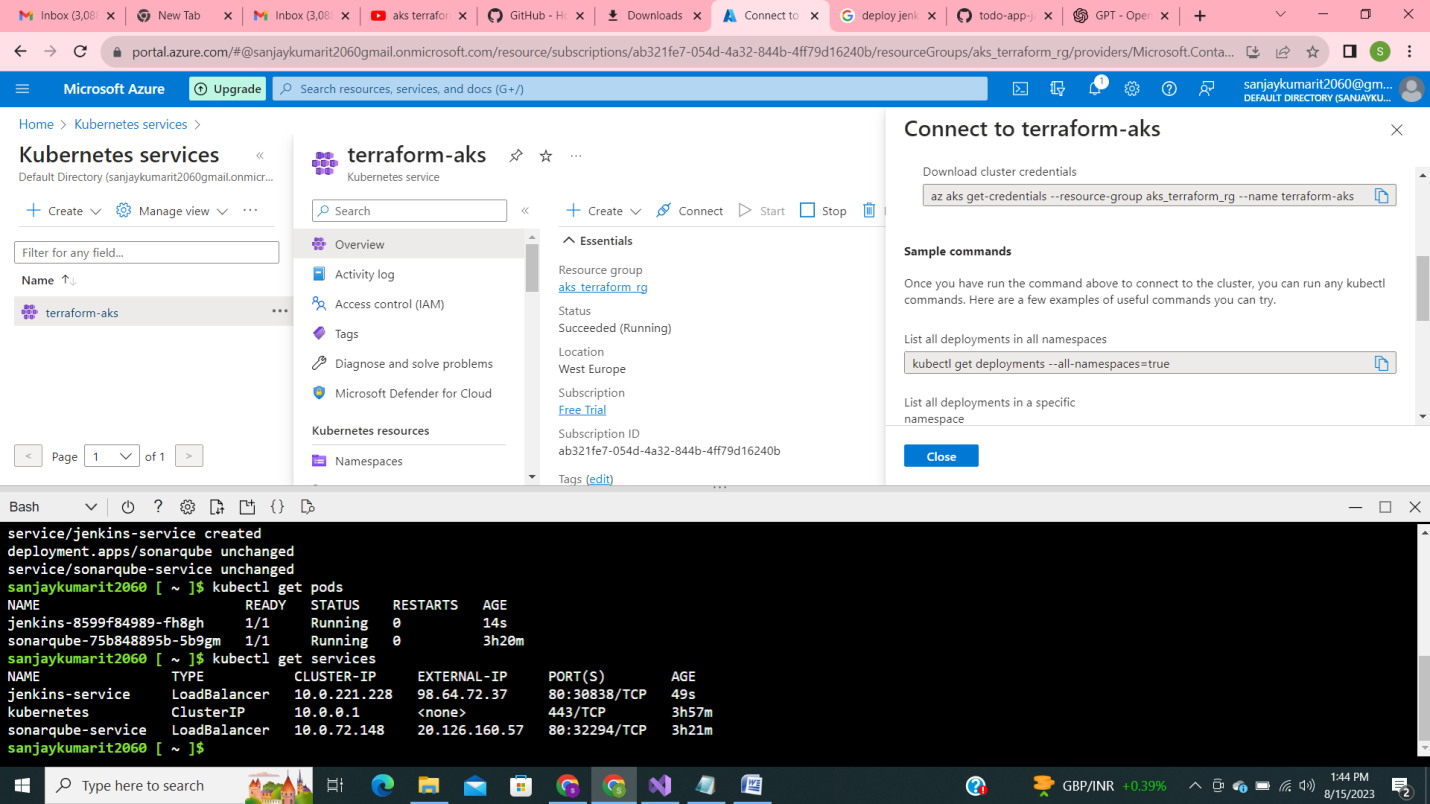 Inbox (3,08
New Tab
Inbox (3,08
aks terrafor
GitHub - H
Downloads
Connect to
deploy jenk
todo-app-j
GPT - Open
portal.azure.com/#@sanjaykumarit2060gmail.onmicrosoft.com/resource/subscriptions/ab321fe7-054d-4a32-844b-4ff79d16240b/resourceGroups/aks_terraform_rg/providers/Microsoft.Conta...
S
Microsoft Azure
Upgrade
Search resources, services, and docs (G+/)
1
sanjaykumarit2060@gm...
DEFAULT DIRECTORY (SANJAYKU...
Home > Kubernetes services >
Kubernetes services
Default Directory (sanjaykumarit2060gmail.onmicr...
Create
Manage view
Filter for any field...
Name
terraform-aks
Page 1 of 1
terraform-aks
Kubernetes service
Search
Overview
Activity log
Access control (IAM)
Tags
Diagnose and solve problems
Microsoft Defender for Cloud
Kubernetes resources
Namespaces
Create
Connect
Start
Stop
Essentials
Resource group
aks_terraform_rg
Status
Succeeded (Running)
Location
West Europe
Subscription
Free Trial
Subscription ID
ab321fe7-054d-4a32-844b-4ff79d16240b
Tags (edit)
Connect to terraform-aks
Download cluster credentials
az aks get-credentials --resource-group aks_terraform_rg --name terraform-aks
Sample commands
Once you have run the command above to connect to the cluster, you can run any kubectl
commands. Here are a few examples of useful commands you can try.
List all deployments in all namespaces
kubectl get deployments --all-namespaces=true
List all deployments in a specific
namespace
Close
Bash
service/jenkins-service created
deployment.apps/sonarqube unchanged
service/sonarqube-service unchanged
sanjaykumarit2060 [ ~ ]$ kubectl get pods
NAME READY STATUS RESTARTS AGE
jenkins-8599f84989-fh8gh 1/1 Running 0 14s
sonarqube-75b848895b-5b9gm 1/1 Running 0 3h20m
sanjaykumarit2060 [ ~ ]$ kubectl get services
NAME TYPE CLUSTER-IP EXTERNAL-IP PORT(S) AGE
jenkins-service LoadBalancer 10.0.221.228 98.64.72.37 80:30838/TCP 49s
kubernetes ClusterIP 10.0.0.1 <none> 443/TCP 3h57m
sonarqube-service LoadBalancer 10.0.72.148 20.126.160.57 80:32294/TCP 3h21m
sanjaykumarit2060 [ ~ ]$
Type here to search
GBP/INR +0.39%
1:44 PM
8/15/2023
2